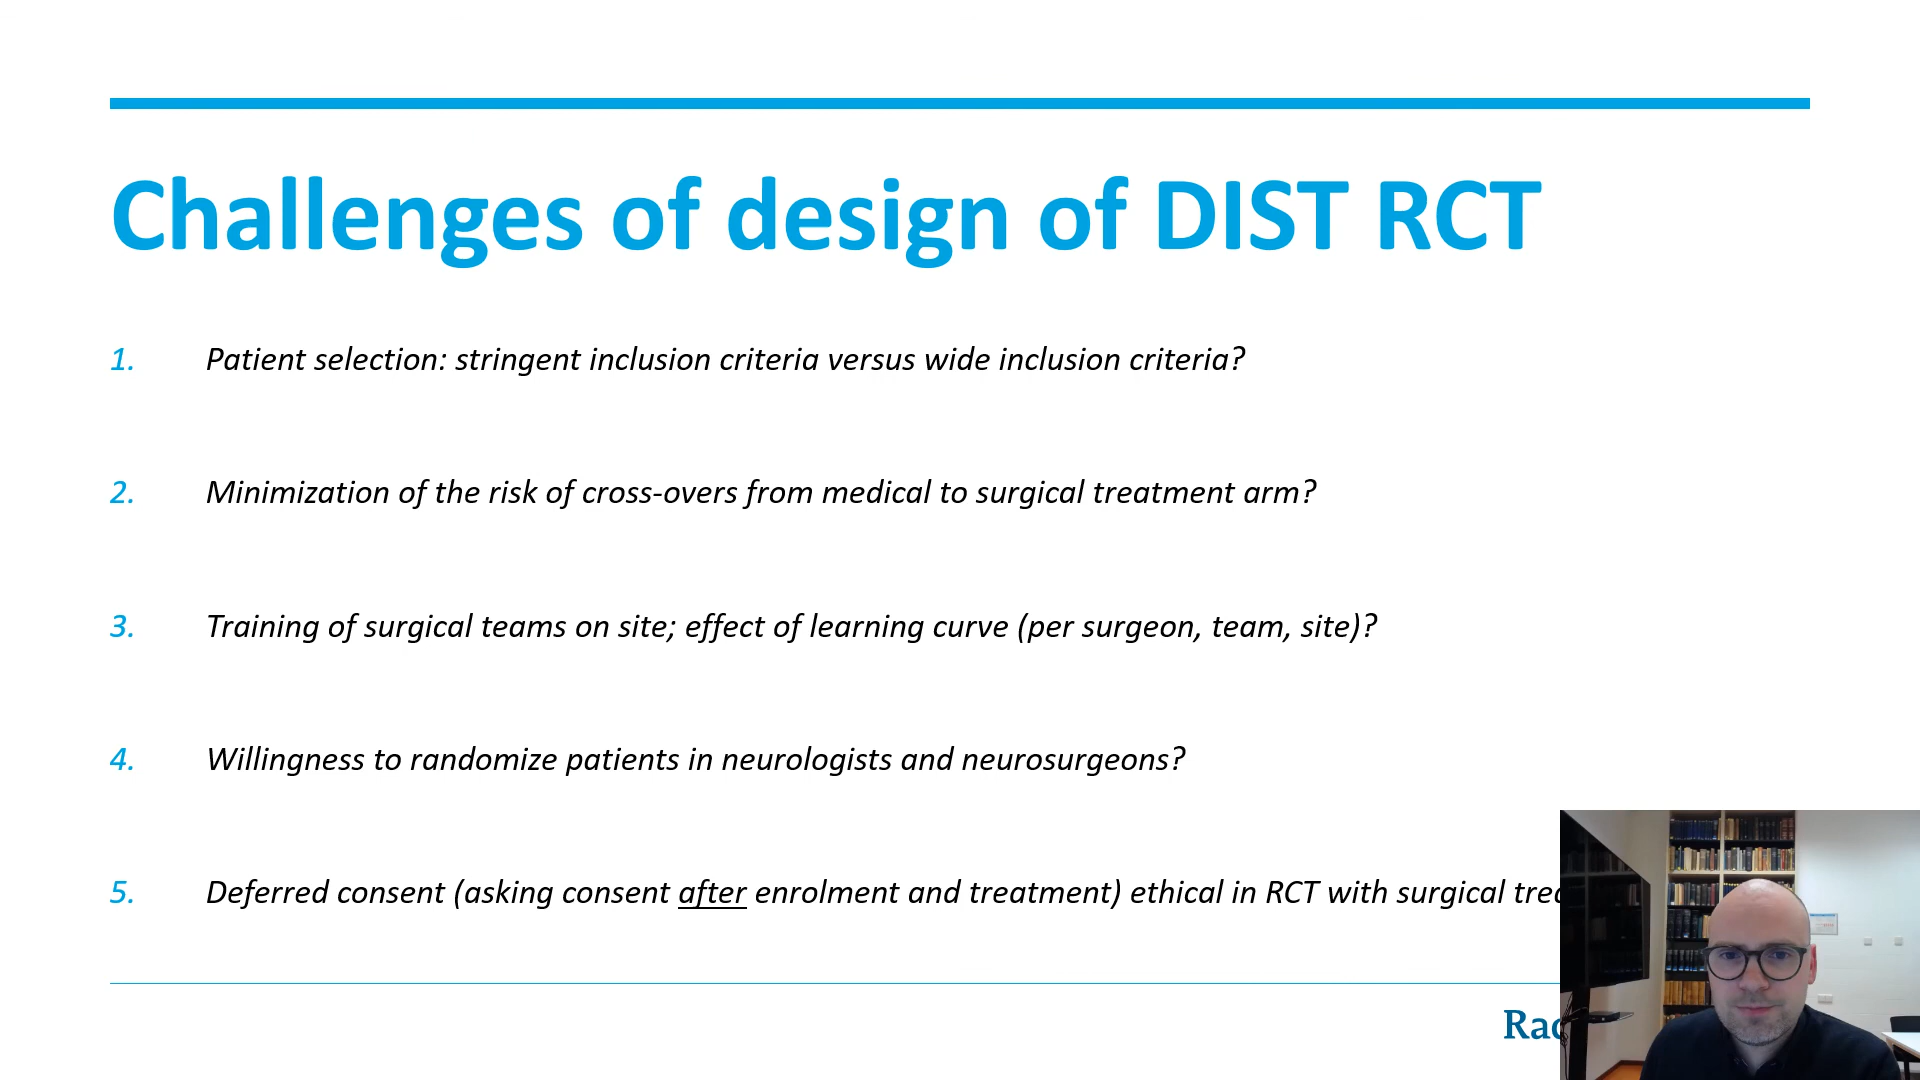 Challenges of design of DIST RCT
1. Patient selection: stringent inclusion criteria versus wide inclusion criteria?
2. Minimization of the risk of cross-overs from medical to surgical treatment arm?
3. Training of surgical teams on site; effect of learning curve (per surgeon, team, site)?
4. Willingness to randomize patients in neurologists and neurosurgeons?
5. Deferred consent (asking consent after enrolment and treatment) ethical in RCT with surgical